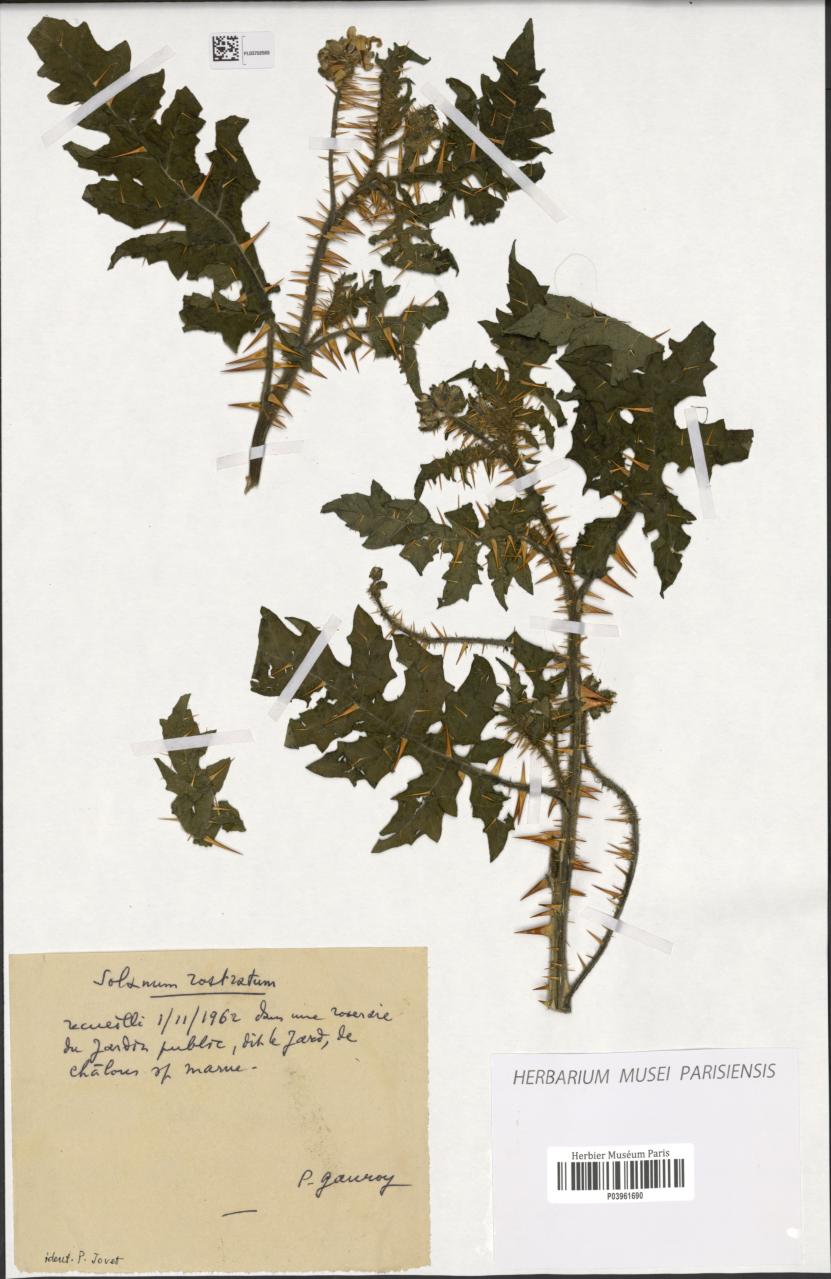 PL03702585
Solanum rostratum
recueilli 1/11/1962 dans une roseraie
du Jardin public, dit le Jard, de
châlons s/ marne -
P. Gauroy
ident. P. Jovet
HERBARIUM MUSEI PARISIENSIS
Herbier Muséum Paris
P03961690